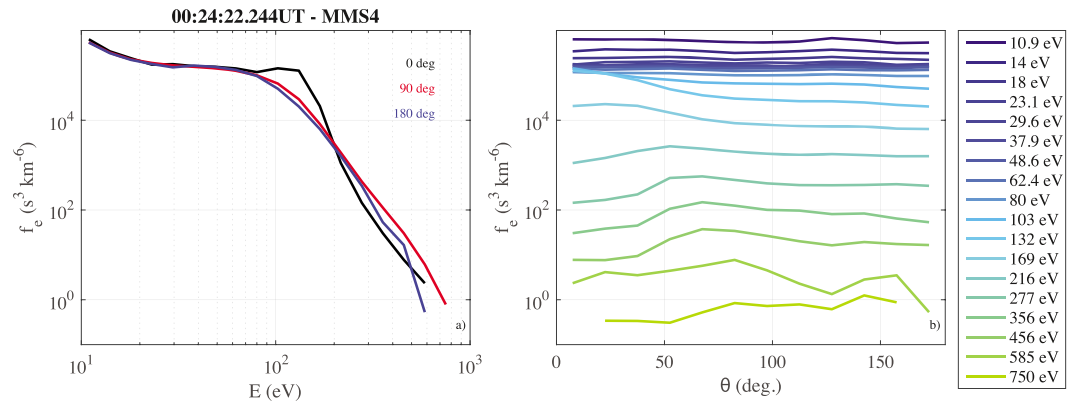 00:24:22.244UT - MMS4
f_e (s^3 km^-6)
10^4
10^2
10^0
0 deg
90 deg
180 deg
a)
10^1
10^2
10^3
E (eV)
f_e (s^3 km^-6)
10^4
10^2
10^0
b)
0
50
100
150
θ (deg.)
10.9 eV
14 eV
18 eV
23.1 eV
29.6 eV
37.9 eV
48.6 eV
62.4 eV
80 eV
103 eV
132 eV
169 eV
216 eV
277 eV
356 eV
456 eV
585 eV
750 eV